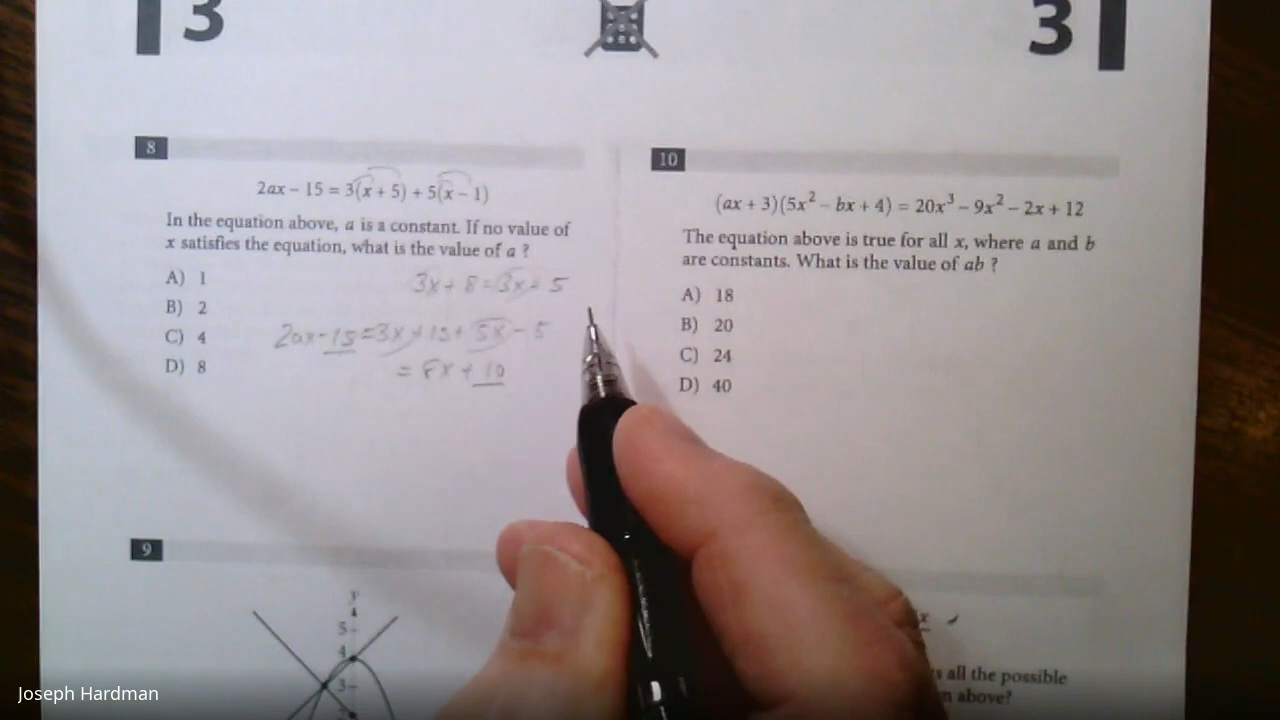 3
3
8
2ax – 15 = 3(x + 5) + 5(x – 1)
In the equation above, a is a constant. If no value of
x satisfies the equation, what is the value of a ?
A) 1
B) 2
C) 4
D) 8
3x + 8 = 3x + 5
2ax - 15 = 3x + 15 + 5x - 5
= 8x + 10
10
(ax + 3)(5x² – bx + 4) = 20x³ – 9x² – 2x + 12
The equation above is true for all x, where a and b
are constants. What is the value of ab ?
A) 18
B) 20
C) 24
D) 40
9
y
5
4
3
x
all the possible
above?
Joseph Hardman